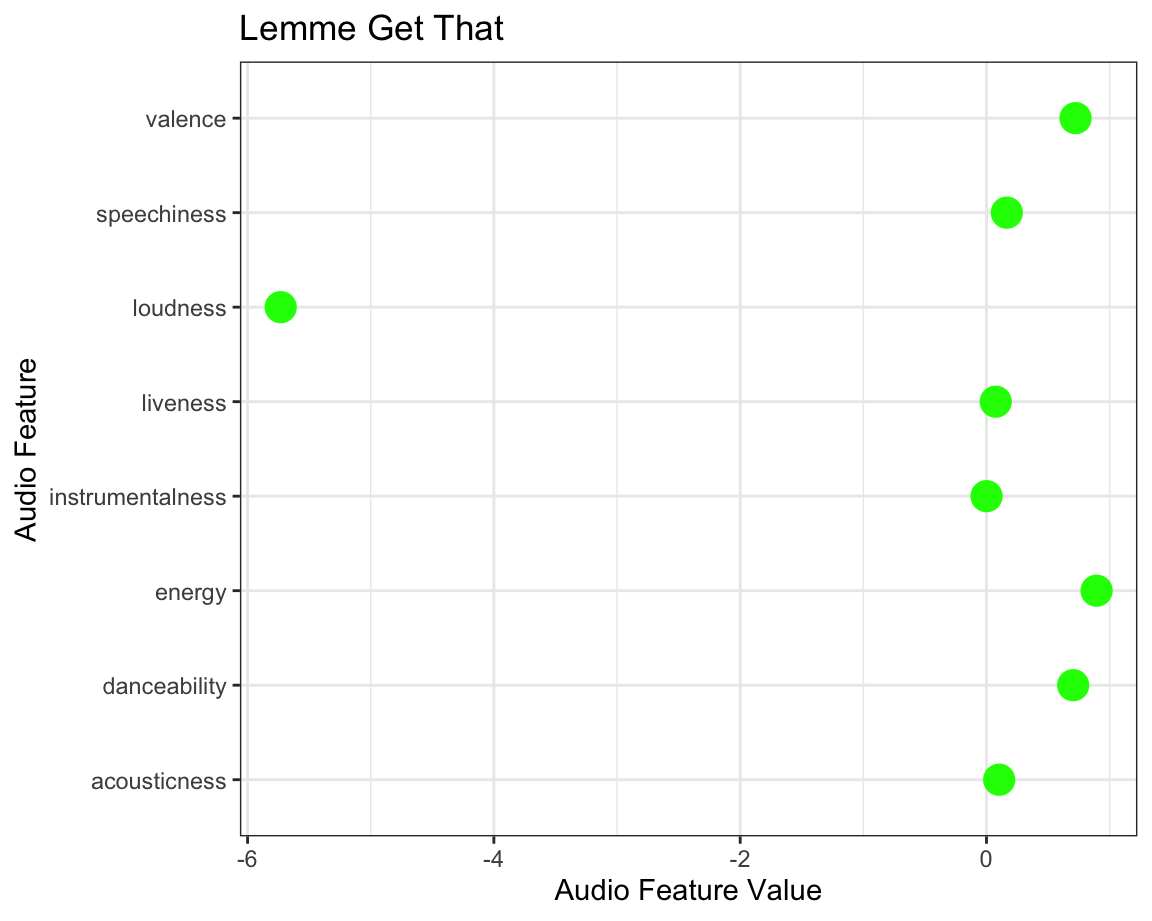 Lemme Get That
Audio Feature
valence
speechiness
loudness
liveness
instrumentalness
energy
danceability
acousticness
-6 -4 -2 0
Audio Feature Value